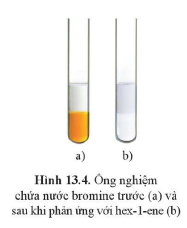 a) b)
Hình 13.4. Ống nghiệm
chứa nước bromine trước (a) và
sau khi phản ứng với hex-1-ene (b)